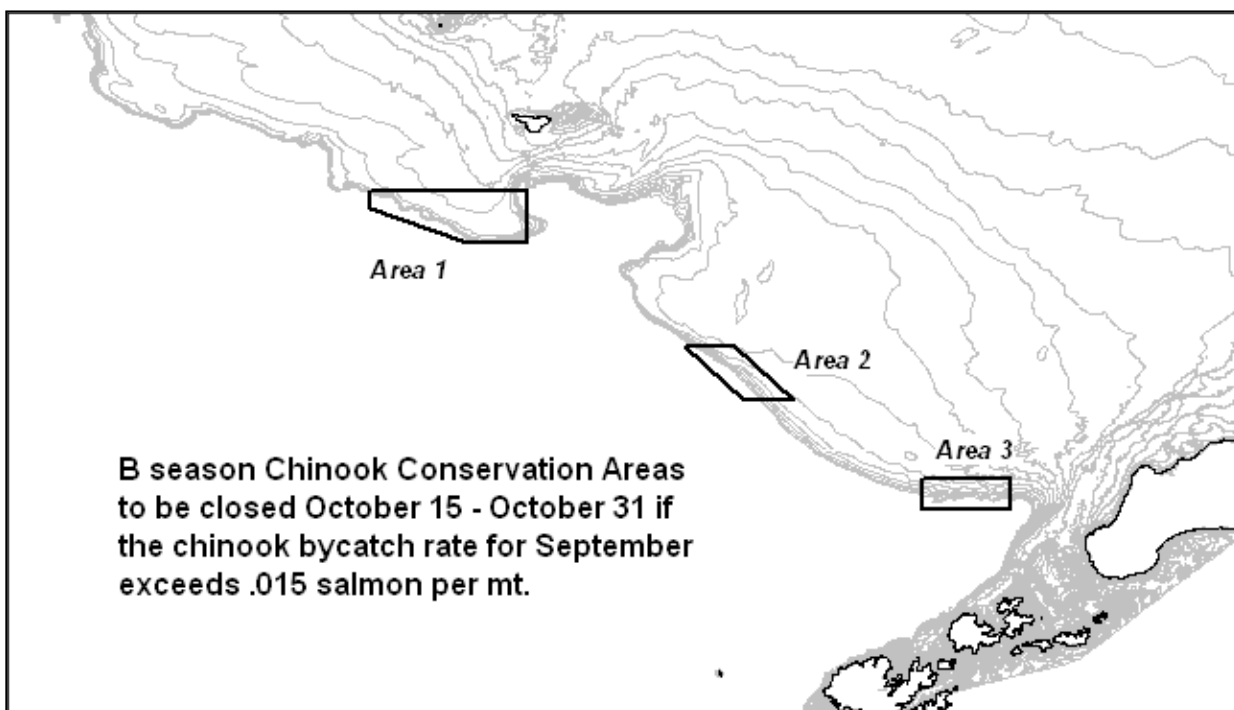 Area 1
Area 2
Area 3
B season Chinook Conservation Areas
to be closed October 15 - October 31 if
the chinook bycatch rate for September
exceeds .015 salmon per mt.